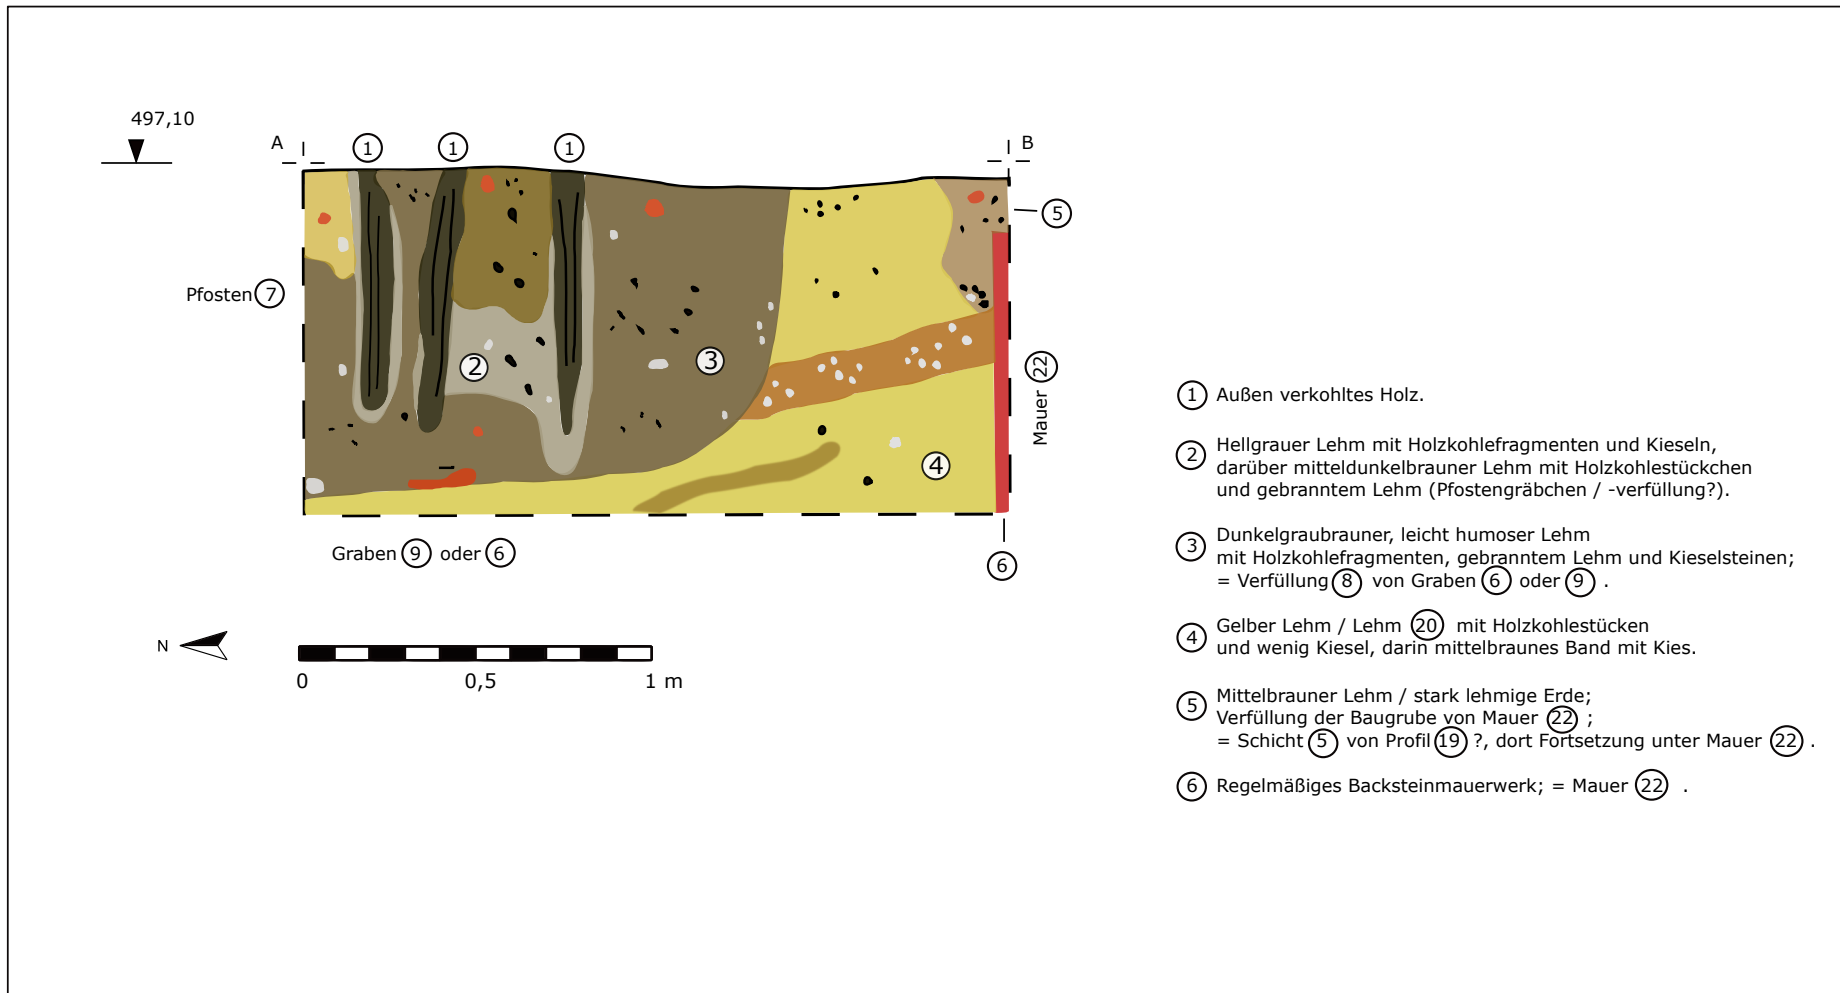 497,10
A
1
1
1
B
5
Pfosten 7
2
3
4
Mauer 22
Graben 9 oder 6
6
N
0 0,5 1 m
1 Außen verkohltes Holz.
2 Hellgrauer Lehm mit Holzkohlefragmenten und Kieseln,
darüber mitteldunkelbrauner Lehm mit Holzkohlestückchen
und gebranntem Lehm (Pfostengräbchen / -verfüllung?).
3 Dunkelgraubrauner, leicht humoser Lehm
mit Holzkohlefragmenten, gebranntem Lehm und Kieselsteinen;
= Verfüllung 8 von Graben 6 oder 9 .
4 Gelber Lehm / Lehm 20 mit Holzkohlestücken
und wenig Kiesel, darin mittelbraunes Band mit Kies.
5 Mittelbrauner Lehm / stark lehmige Erde;
Verfüllung der Baugrube von Mauer 22 ;
= Schicht 5 von Profil 19 ?, dort Fortsetzung unter Mauer 22 .
6 Regelmäßiges Backsteinmauerwerk; = Mauer 22 .